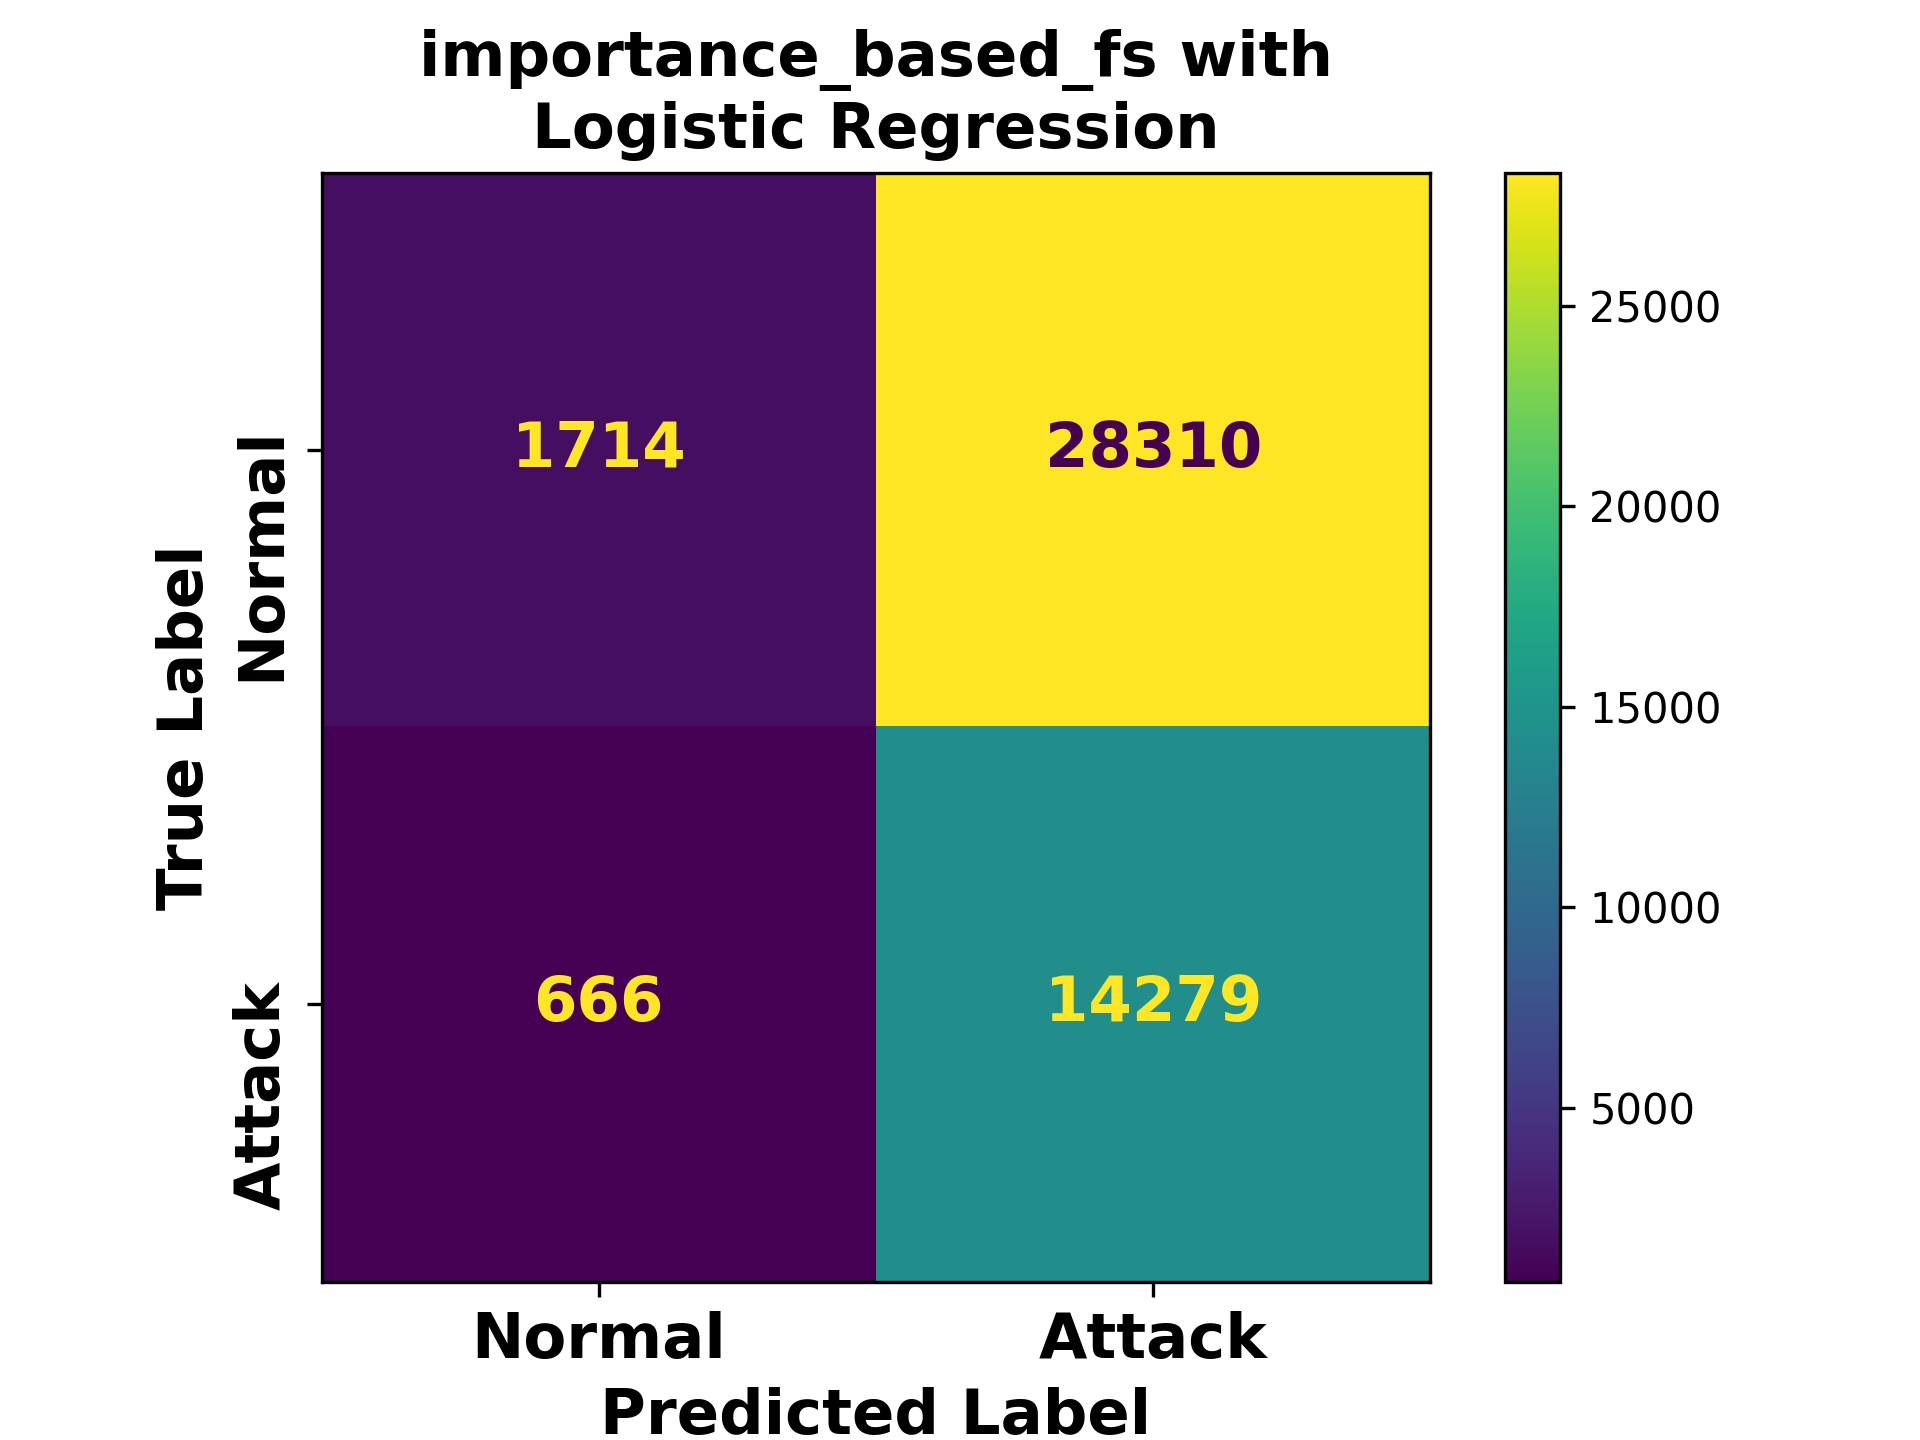 importance_based_fs with
Logistic Regression
True Label
Normal
Attack
1714
28310
666
14279
Normal
Attack
Predicted Label
25000
20000
15000
10000
5000